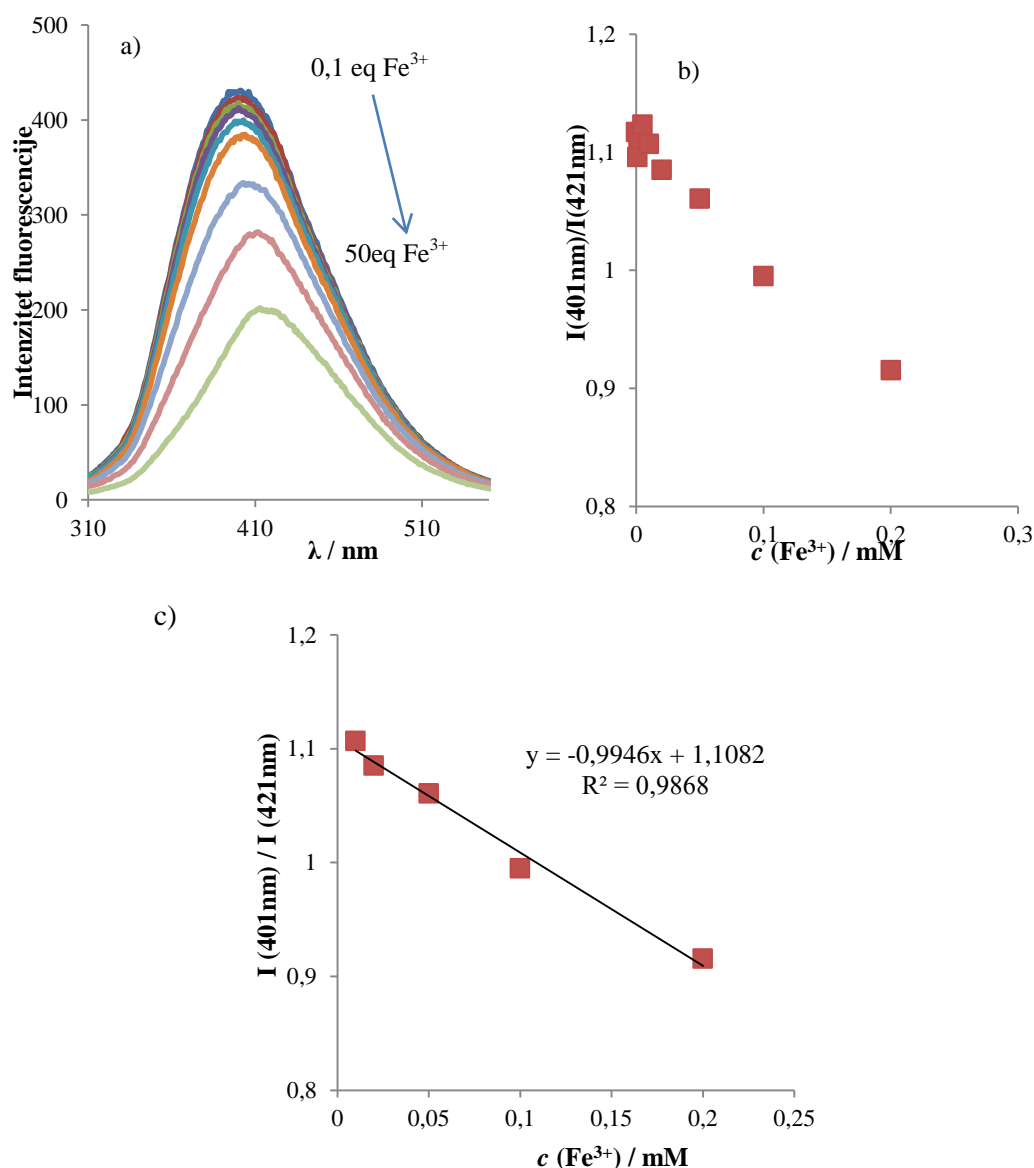 a)
Intenzitet fluorescencije
500
400
300
200
100
0
0,1 eq Fe³⁺
50eq Fe³⁺
310
410
510
λ / nm
b)
I(401nm)/I(421nm)
1,2
1,1
1
0,9
0,8
0
0,1
0,2
0,3
c (Fe³⁺) / mM
c)
I (401nm) / I (421nm)
1,2
1,1
1
0,9
0,8
y = -0,9946x + 1,1082
R² = 0,9868
0
0,05
0,1
0,15
0,2
0,25
c (Fe³⁺) / mM